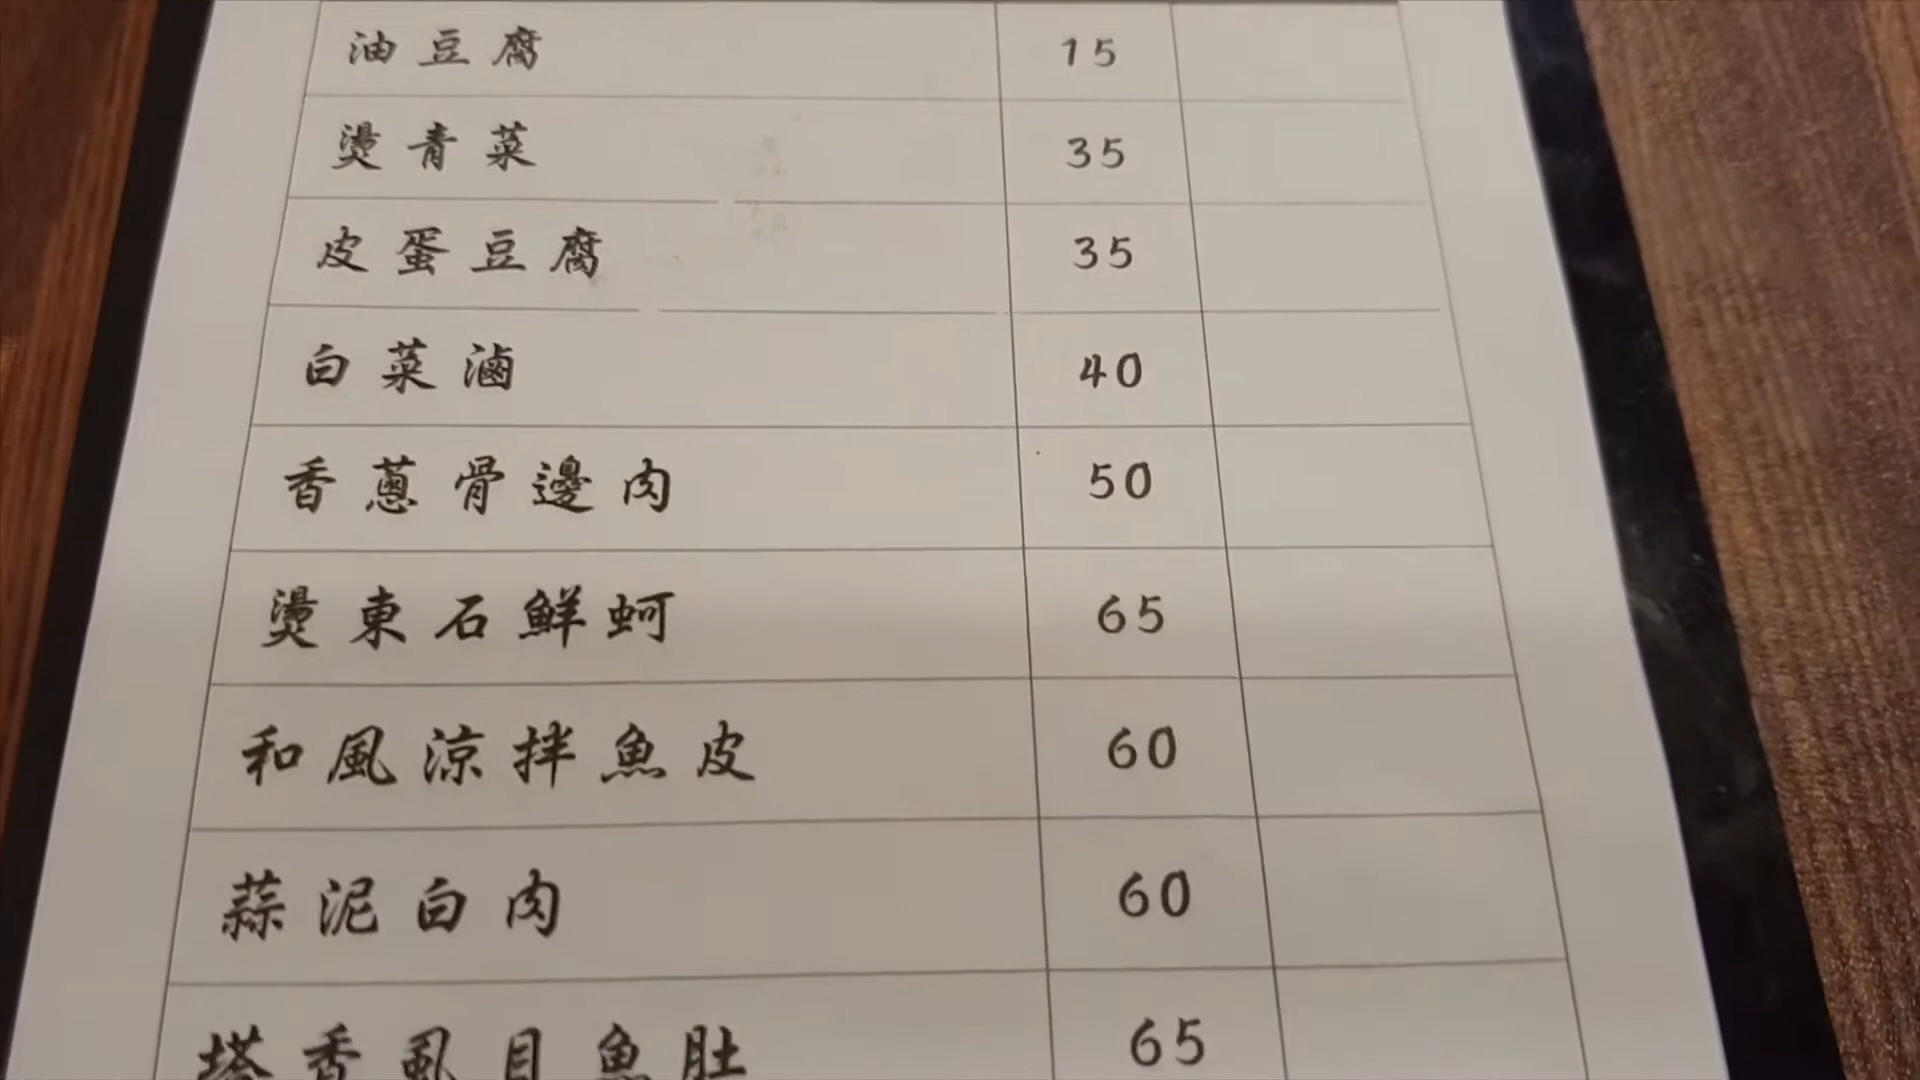 油豆腐 15
燙青菜 35
皮蛋豆腐 35
白菜滷 40
香蔥骨邊肉 50
燙東石鮮蚵 65
和風涼拌魚皮 60
蒜泥白肉 60
塔香虱目魚肚 65